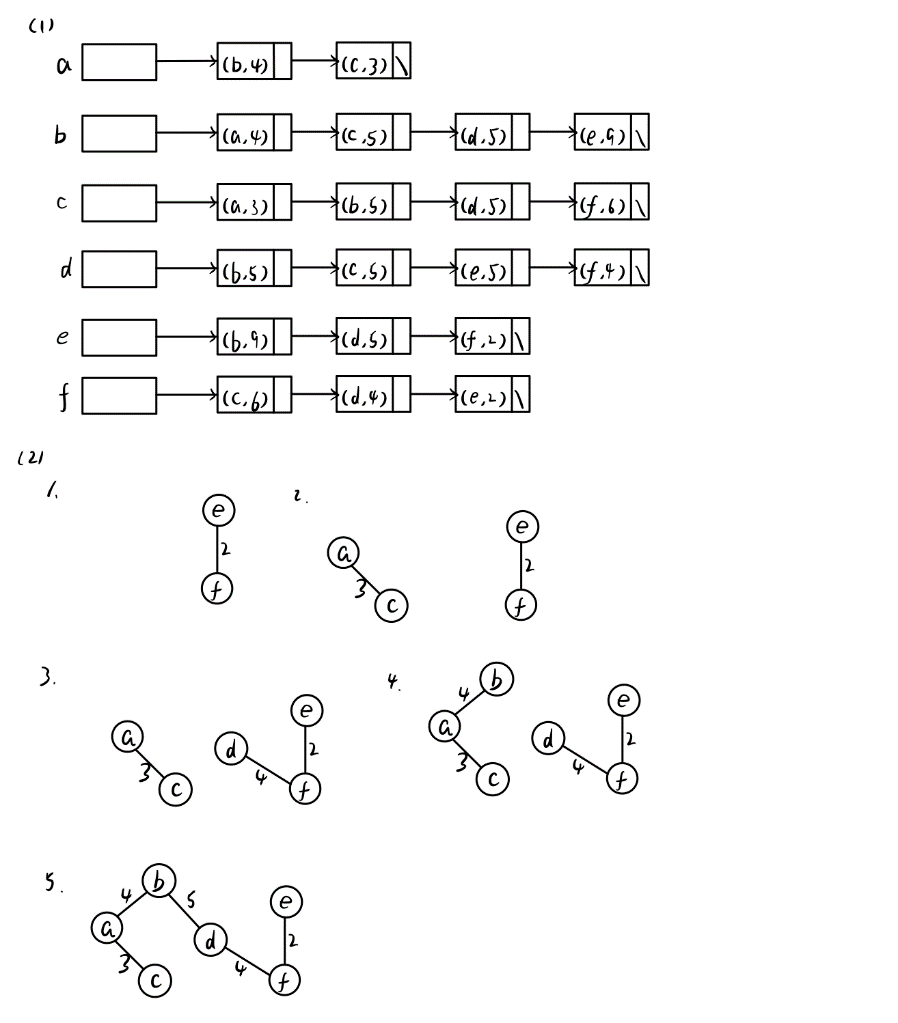 (1)
a (b,4) (c,3) \
b (a,4) (c,5) (d,5) (e,9) \
c (a,3) (b,5) (d,5) (f,6) \
d (b,5) (c,5) (e,5) (f,4) \
e (b,9) (d,5) (f,2) \
f (c,6) (d,4) (e,2) \
(2)
1.
e
2
f
2.
a
3
c
e
2
f
3.
a
3
c
d
4
e
2
f
4.
b
4
a
3
c
d
4
e
2
f
5.
b
4
a
3
c
5
d
4
e
2
f